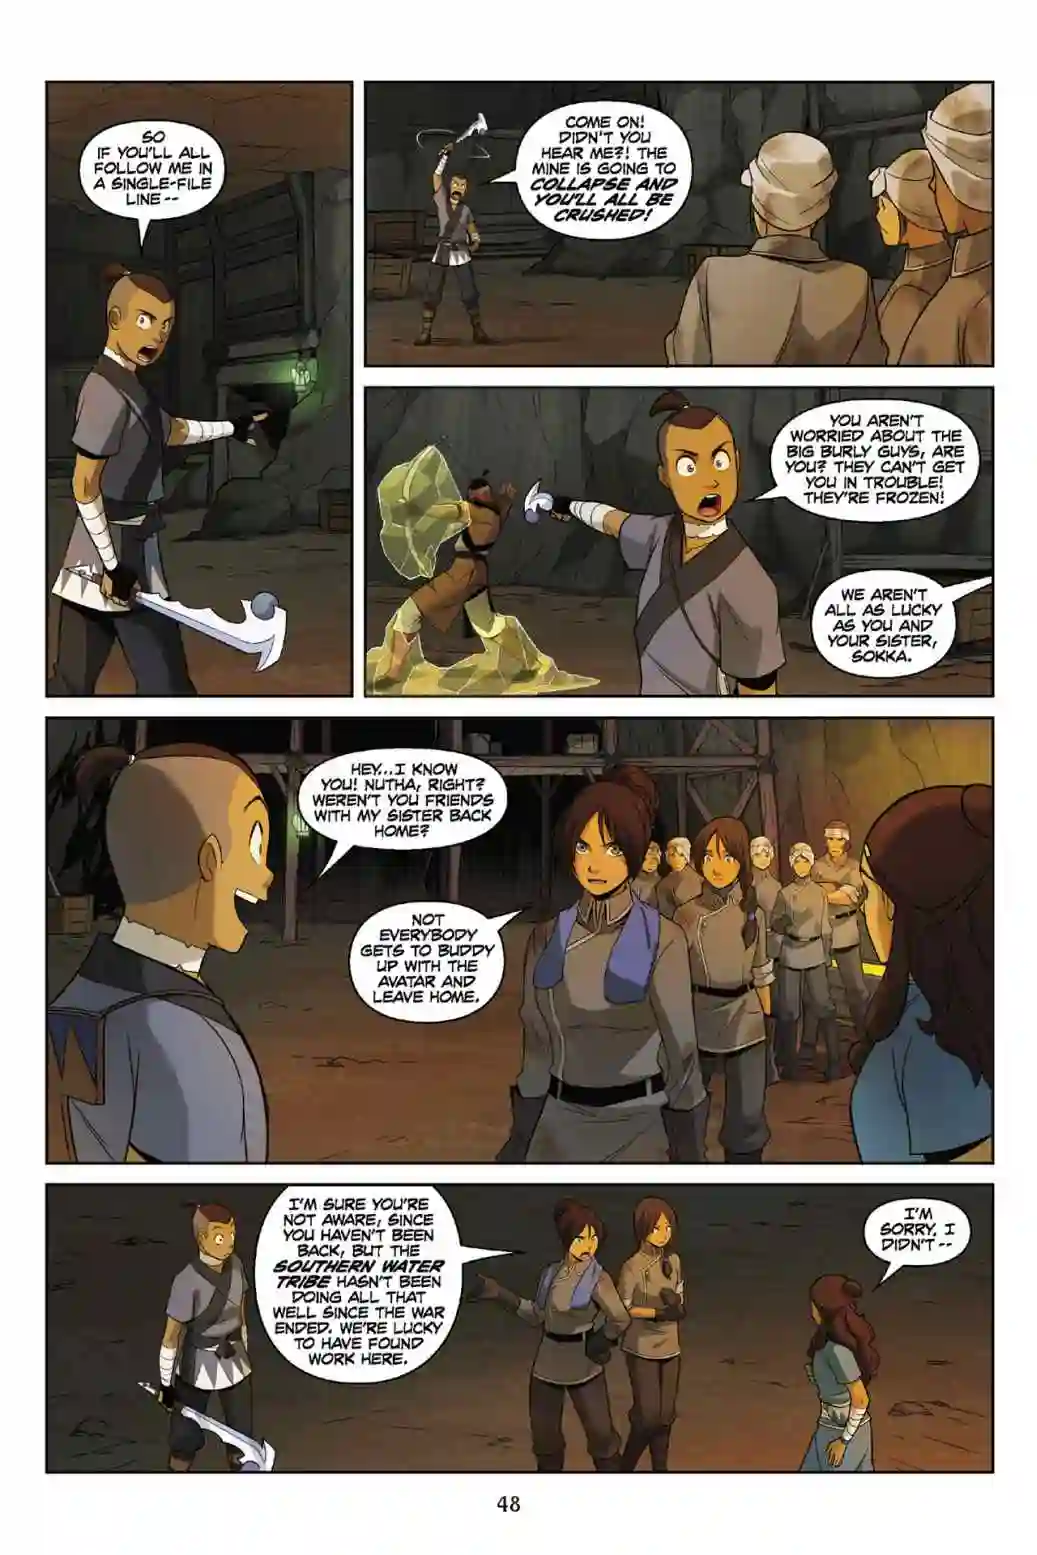 SO
IF YOU'LL ALL
FOLLOW ME IN
A SINGLE-FILE
LINE--
COME ON!
DIDN'T YOU
HEAR ME?! THE
MINE IS GOING TO
COLLAPSE AND
YOU'LL ALL BE
CRUSHED!
YOU AREN'T
WORRIED ABOUT THE
BIG BURLY GUYS, ARE
YOU? THEY CAN'T GET
YOU IN TROUBLE!
THEY'RE FROZEN!
WE AREN'T
ALL AS LUCKY
AS YOU AND
YOUR SISTER,
SOKKA.
HEY...I KNOW
YOU! NUTHA, RIGHT?
WEREN'T YOU FRIENDS
WITH MY SISTER BACK
HOME?
NOT
EVERYBODY
GETS TO BUDDY
UP WITH THE
AVATAR AND
LEAVE HOME.
I'M SURE YOU'RE
NOT AWARE, SINCE
YOU HAVEN'T BEEN
BACK, BUT THE
SOUTHERN WATER
TRIBE HASN'T BEEN
DOING ALL THAT
WELL SINCE THE WAR
ENDED. WE'RE LUCKY
TO HAVE FOUND
WORK HERE.
I'M
SORRY, I
DIDN'T--
48